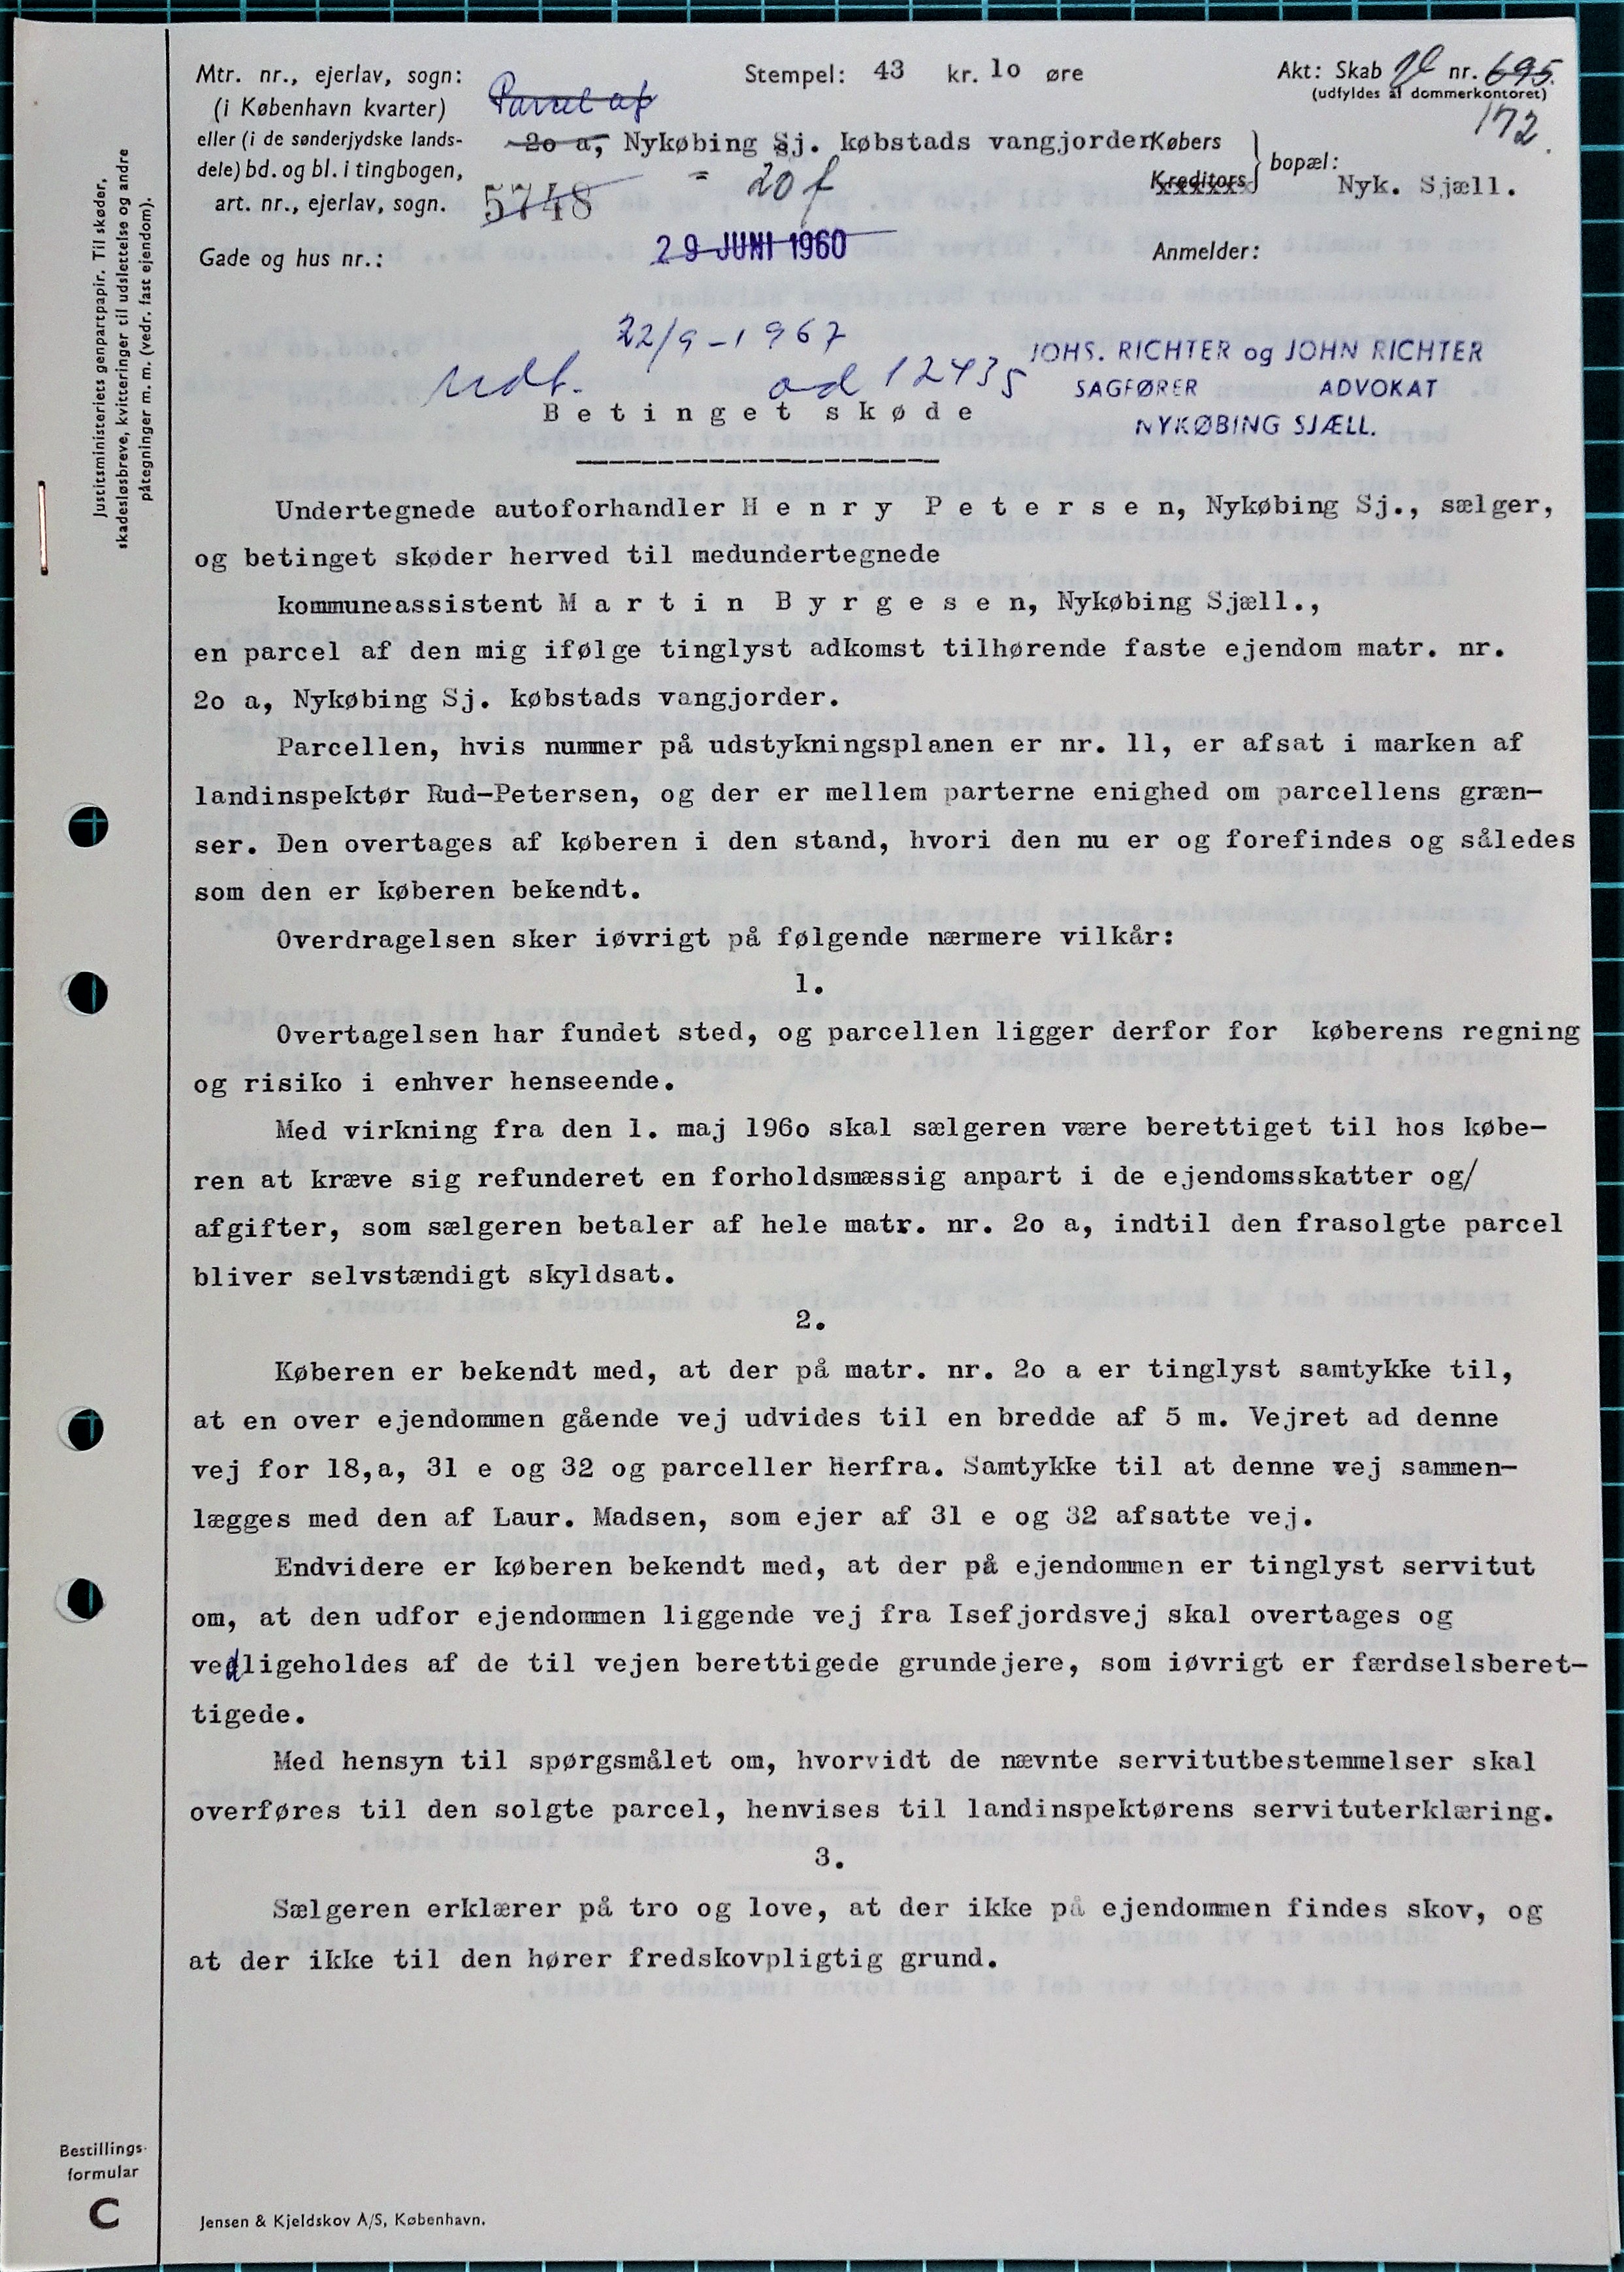 Mtr. nr., ejerlav, sogn:
(i København kvarter)
eller (i de sønderjydske lands-
dele) bd. og bl. i tingbogen,
art. nr., ejerlav, sogn.
Gade og hus nr.:
Stempel: 43 kr. lo øre
Akt: Skab nr. 695
(udfyldes af dommerkontoret)
172.
Parcel af
2o a, Nykøbing Sj. købstads vangjorder
= 20 f
5748
29 JUNI 1960
Købers
Kreditors
bopæl:
Nyk. Sjæll.
Anmelder:
22/9-1967
Udt. ad 12435
JOHS. RICHTER og JOHN RICHTER
SAGFØRER ADVOKAT
NYKØBING SJÆLL.
Betinget skøde
Undertegnede autoforhandler Henry Petersen, Nykøbing Sj., sælger,
og betinget skøder herved til medundertegnede
kommuneassistent Martin Byrgesen, Nykøbing Sjæll.,
en parcel af den mig ifølge tinglyst adkomst tilhørende faste ejendom matr. nr.
2o a, Nykøbing Sj. købstads vangjorder.
Parcellen, hvis nummer på udstykningsplanen er nr. 11, er afsat i marken af
landinspektør Rud-Petersen, og der er mellem parterne enighed om parcellens græn-
ser. Den overtages af køberen i den stand, hvori den nu er og forefindes og således
som den er køberen bekendt.
Overdragelsen sker iøvrigt på følgende nærmere vilkår:
1.
Overtagelsen har fundet sted, og parcellen ligger derfor for køberens regning
og risiko i enhver henseende.
Med virkning fra den 1. maj 196o skal sælgeren være berettiget til hos købe-
ren at kræve sig refunderet en forholdsmæssig anpart i de ejendomsskatter og/
afgifter, som sælgeren betaler af hele matr. nr. 2o a, indtil den frasolgte parcel
bliver selvstændigt skyldsat.
2.
Køberen er bekendt med, at der på matr. nr. 2o a er tinglyst samtykke til,
at en over ejendommen gående vej udvides til en bredde af 5 m. Vejret ad denne
vej for 18,a, 31 e og 32 og parceller herfra. Samtykke til at denne vej sammen-
lægges med den af Laur. Madsen, som ejer af 31 e og 32 afsatte vej.
Endvidere er køberen bekendt med, at der på ejendommen er tinglyst servitut
om, at den udfor ejendommen liggende vej fra Isefjordsvej skal overtages og
vedligeholdes af de til vejen berettigede grundejere, som iøvrigt er færdselsberet-
tigede.
Med hensyn til spørgsmålet om, hvorvidt de nævnte servitutbestemmelser skal
overføres til den solgte parcel, henvises til landinspektørens servituterklæring.
3.
Sælgeren erklærer på tro og love, at der ikke på ejendommen findes skov, og
at der ikke til den hører fredskovpligtig grund.
Justitsministeriets genpartpapir. Til skøder,
skadesløsbreve, kvitteringer til udslettelse og andre
påtegninger m. m. (vedr. fast ejendom).
Bestillings-
formular
C
Jensen & Kjeldskov A/S, København.